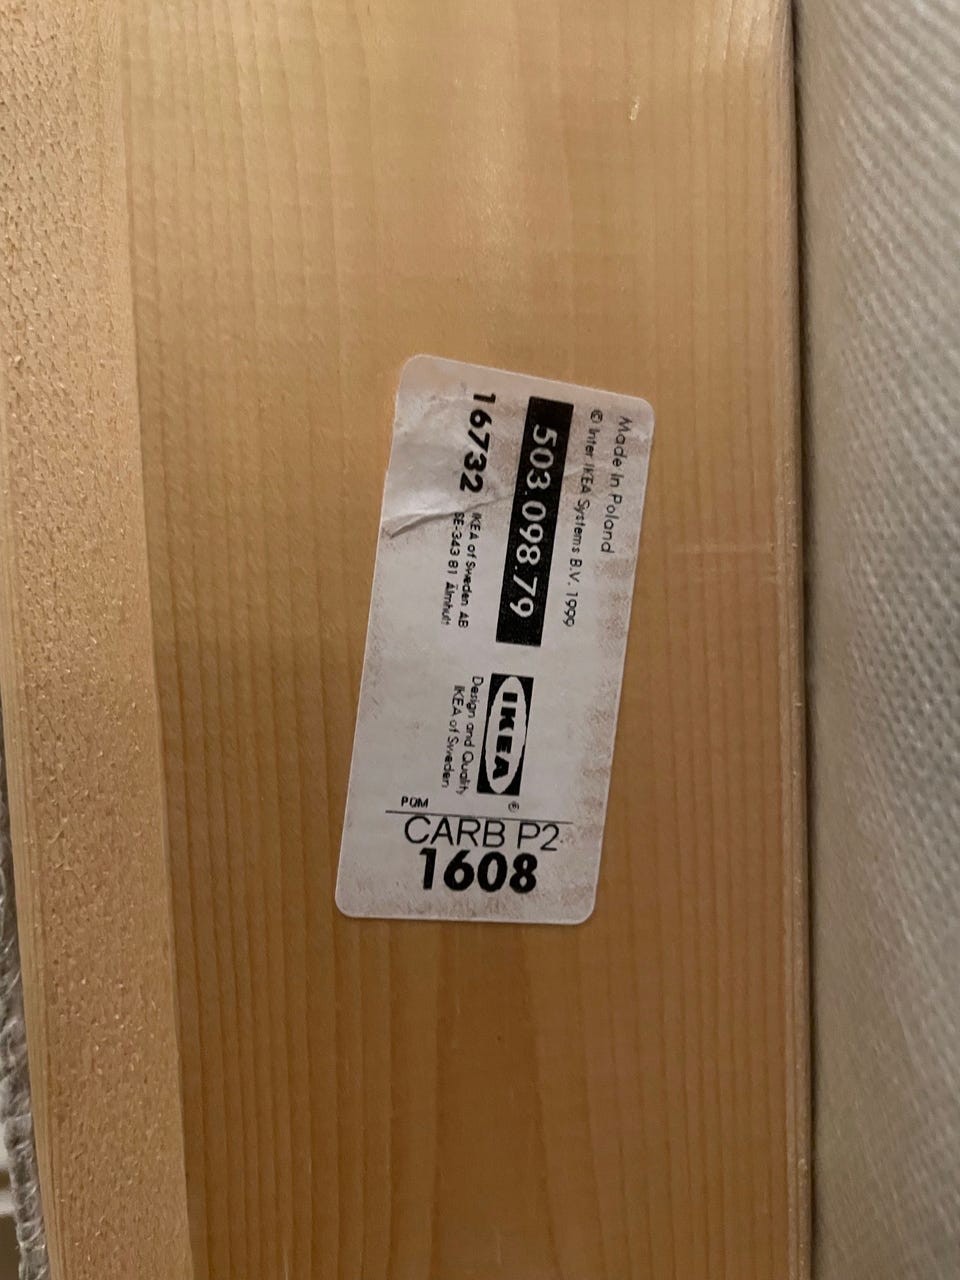 Made in Poland
© Inter IKEA Systems B.V. 1999
503.098.79
16732
IKEA of Sweden AB
SE-343 81 Älmhult
IKEA®
Design and Quality
IKEA of Sweden
PQM
CARB P2
1608